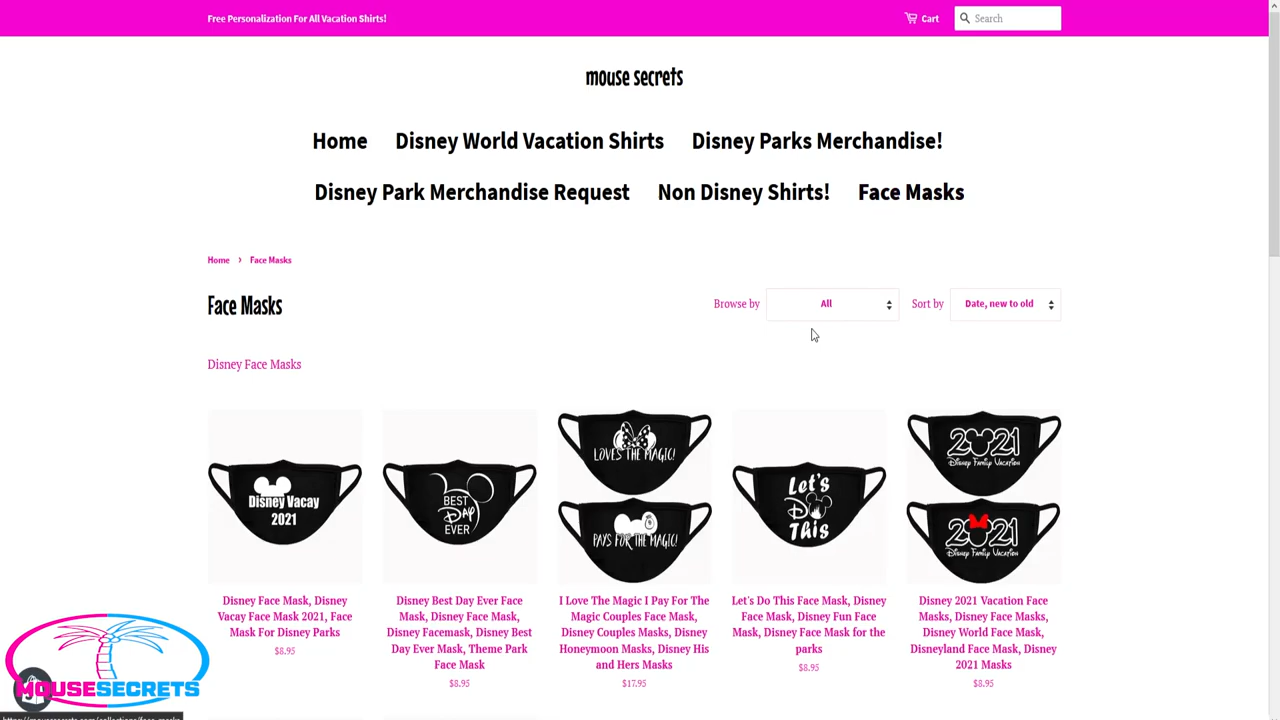 Free Personalization For All Vacation Shirts!
Cart
Search
mouse secrets
Home Disney World Vacation Shirts Disney Parks Merchandise!
Disney Park Merchandise Request Non Disney Shirts! Face Masks
Home › Face Masks
Face Masks
Browse by All Sort by Date, new to old
Disney Face Masks
Disney Vacay
2021
BEST
Day
EVER
LOVES THE MAGIC!
PAYS FOR THE MAGIC!
Let's
Do
This
2021
Disney Family Vacation
2021
Disney Family Vacation
Disney Face Mask, Disney
Vacay Face Mask 2021, Face
Mask For Disney Parks
$8.95
Disney Best Day Ever Face
Mask, Disney Face Mask,
Disney Facemask, Disney Best
Day Ever Mask, Theme Park
Face Mask
$8.95
I Love The Magic I Pay For The
Magic Couples Face Mask,
Disney Couples Masks, Disney
Honeymoon Masks, Disney His
and Hers Masks
$17.95
Let's Do This Face Mask, Disney
Face Mask, Disney Fun Face
Mask, Disney Face Mask for the
parks
$8.95
Disney 2021 Vacation Face
Masks, Disney Face Masks,
Disney World Face Mask,
Disneyland Face Mask, Disney
2021 Masks
$8.95
MOUSESECRETS